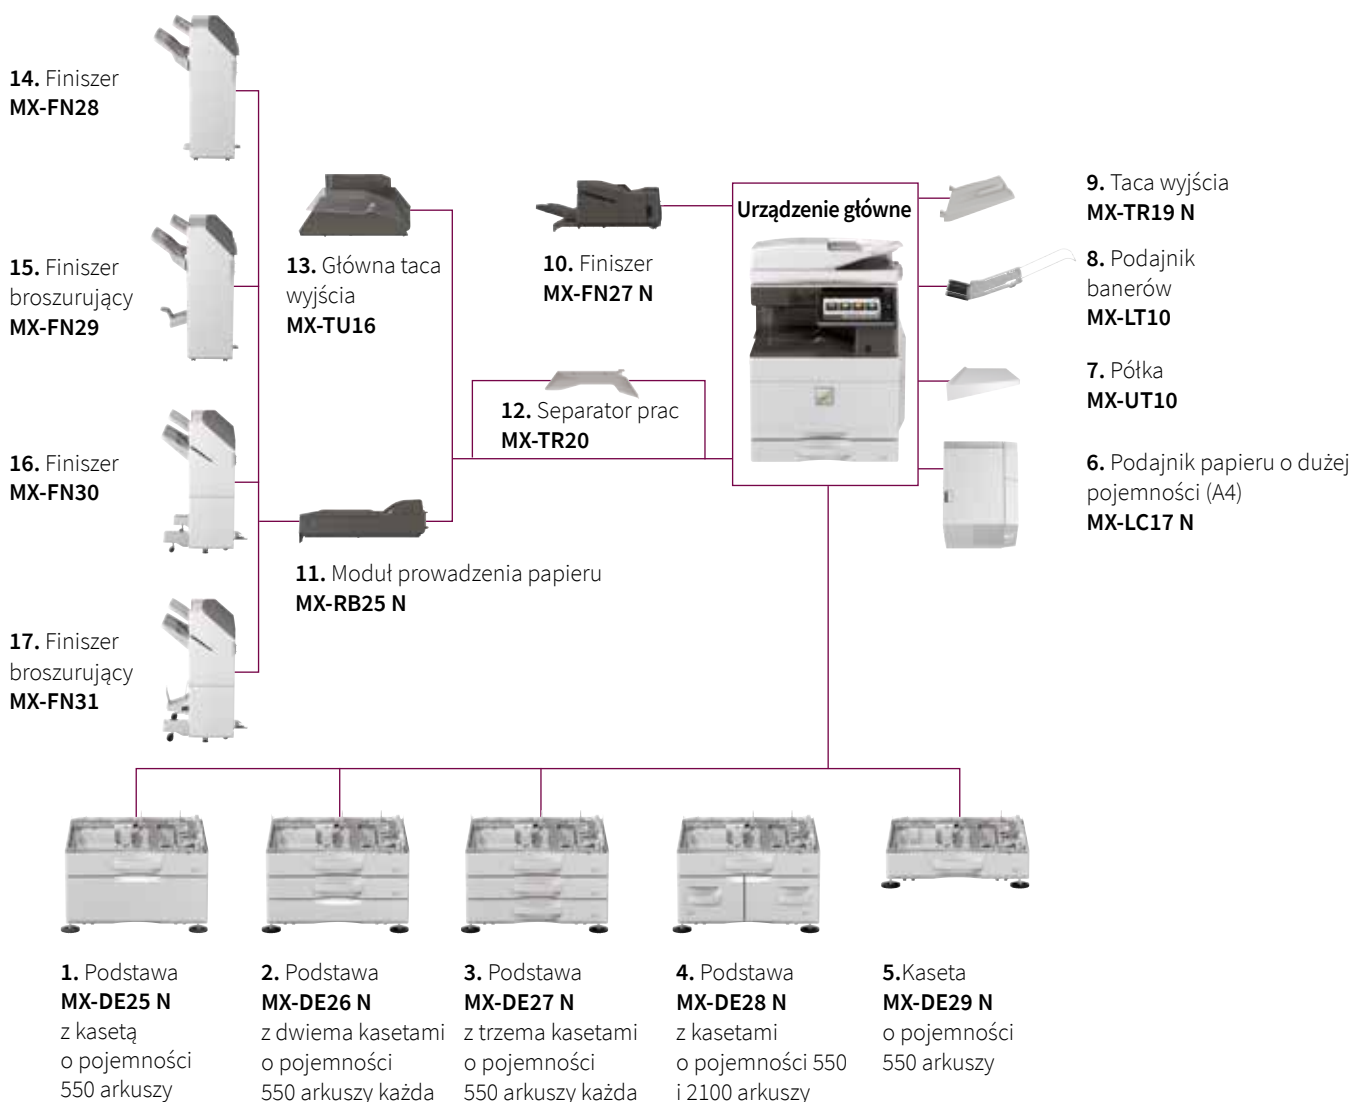 14. Finiszer
MX-FN28
15. Finiszer
broszurujący
MX-FN29
16. Finiszer
MX-FN30
17. Finiszer
broszurujący
MX-FN31
13. Główna taca
wyjścia
MX-TU16
11. Moduł prowadzenia papieru
MX-RB25 N
10. Finiszer
MX-FN27 N
12. Separator prac
MX-TR20
Urządzenie główne
9. Taca wyjścia
MX-TR19 N
8. Podajnik
banerów
MX-LT10
7. Półka
MX-UT10
6. Podajnik papieru o dużej
pojemności (A4)
MX-LC17 N
1. Podstawa
MX-DE25 N
z kasetą
o pojemności
550 arkuszy
2. Podstawa
MX-DE26 N
z dwiema kasetami
o pojemności
550 arkuszy każda
3. Podstawa
MX-DE27 N
z trzema kasetami
o pojemności
550 arkuszy każda
4. Podstawa
MX-DE28 N
z kasetami
o pojemności 550
i 2100 arkuszy
5.Kaseta
MX-DE29 N
o pojemności
550 arkuszy